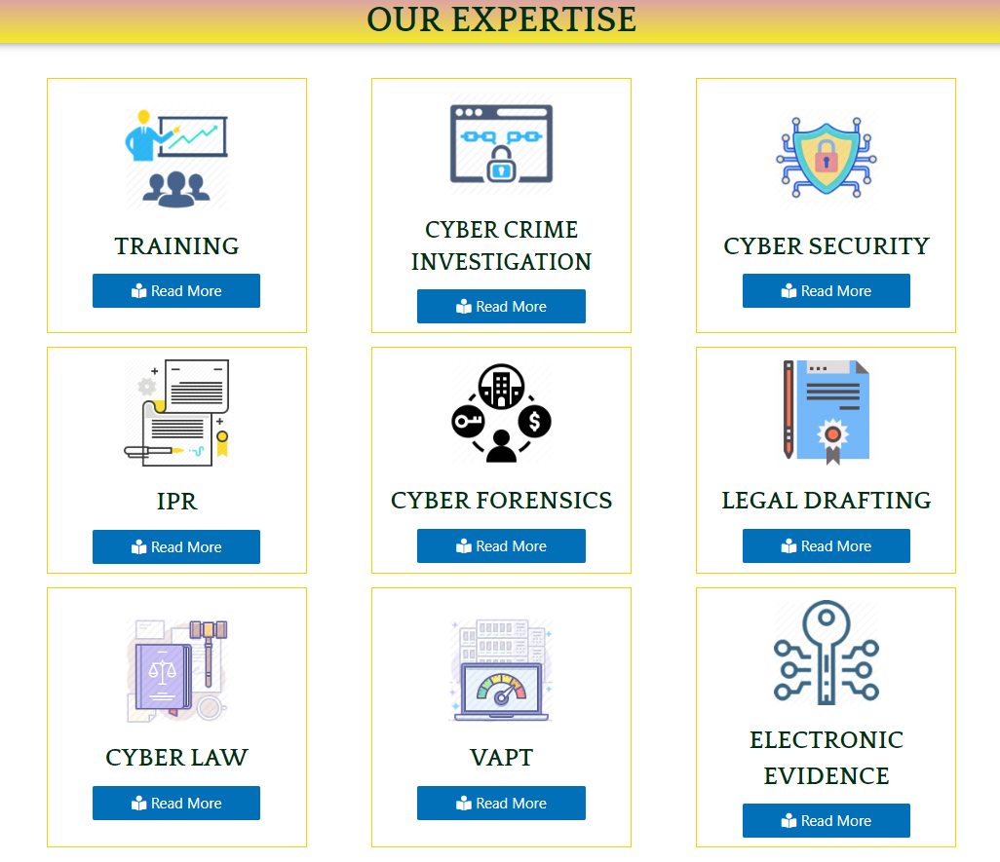 OUR EXPERTISE
TRAINING
Read More
CYBER CRIME
INVESTIGATION
Read More
CYBER SECURITY
Read More
IPR
Read More
CYBER FORENSICS
Read More
LEGAL DRAFTING
Read More
CYBER LAW
Read More
VAPT
Read More
ELECTRONIC
EVIDENCE
Read More